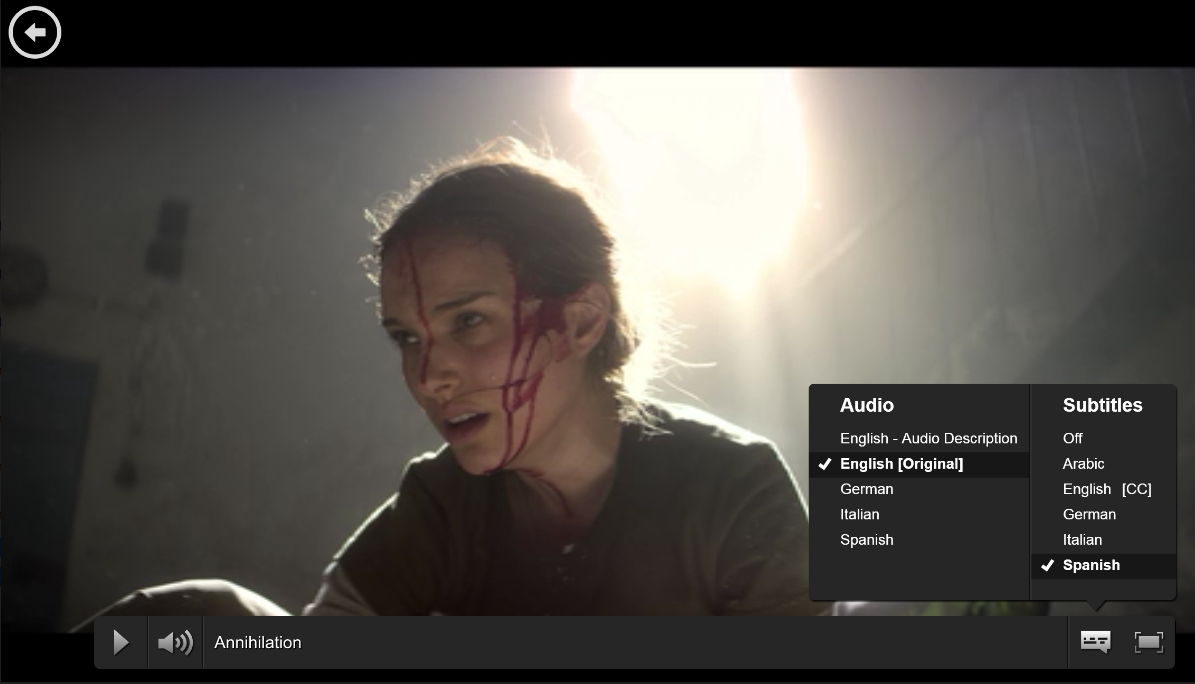 Audio
English - Audio Description
English [Original]
German
Italian
Spanish
Subtitles
Off
Arabic
English [CC]
German
Italian
Spanish
Annihilation